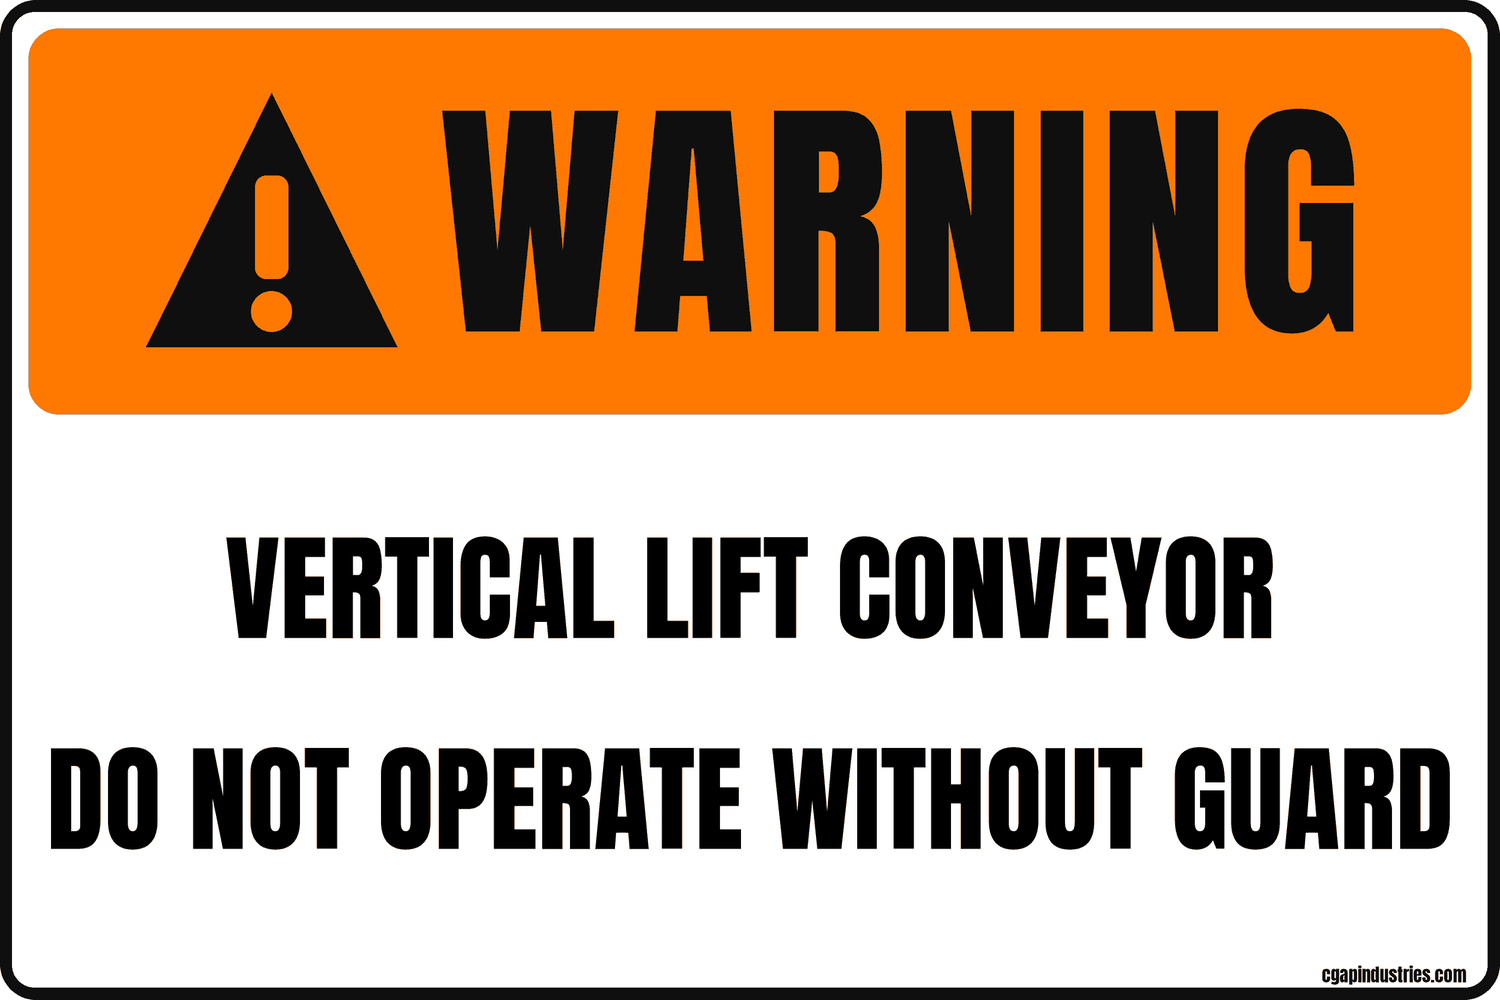 WARNING
VERTICAL LIFT CONVEYOR
DO NOT OPERATE WITHOUT GUARD
cgapindustries.com